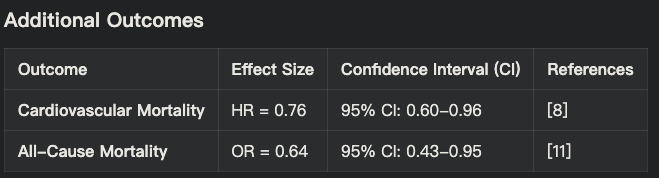 Additional Outcomes
Outcome Effect Size Confidence Interval (CI) References
Cardiovascular Mortality HR = 0.76 95% CI: 0.60–0.96 [8]
All–Cause Mortality OR = 0.64 95% CI: 0.43–0.95 [11]